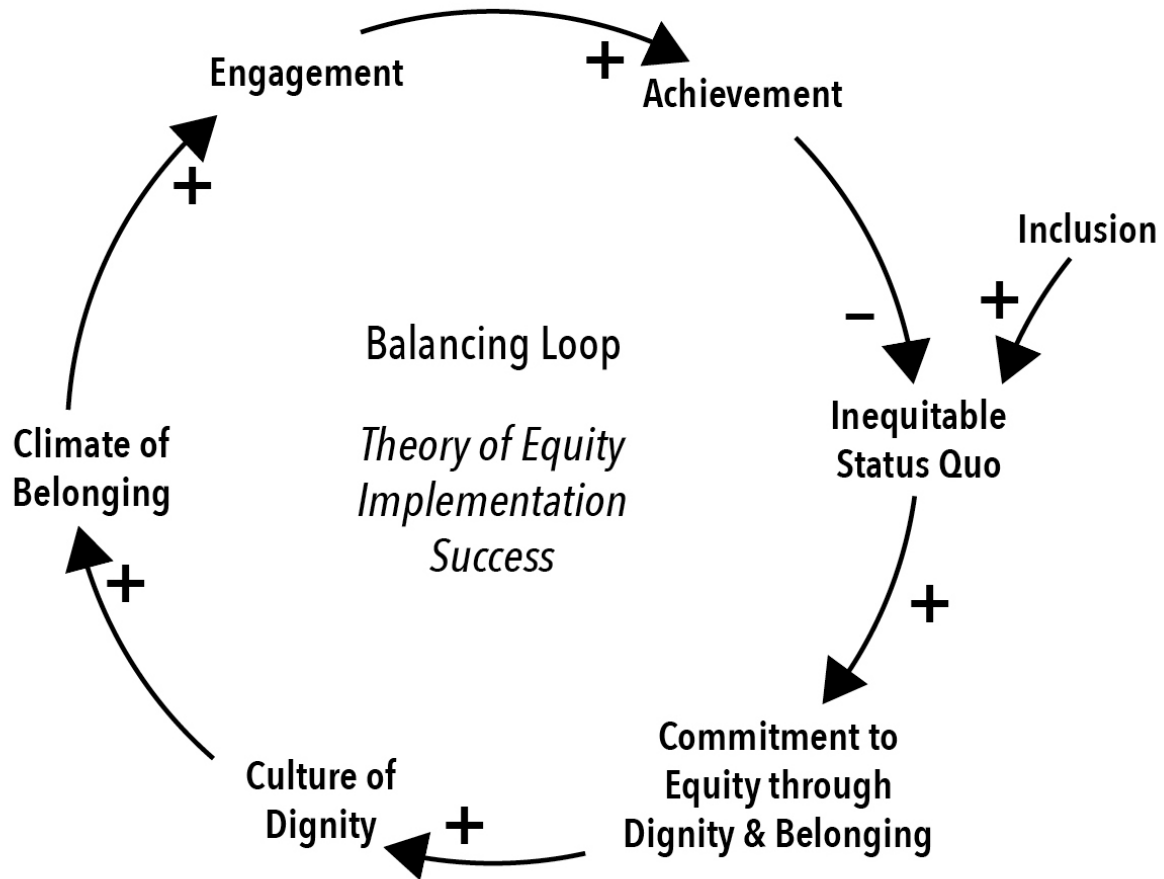 Engagement
+
Achievement
+
Inclusion
+
–
Balancing Loop
Inequitable
Status Quo
Theory of Equity
Implementation
Success
Climate of
Belonging
+
+
Commitment to
Equity through
Dignity & Belonging
Culture of
Dignity
+